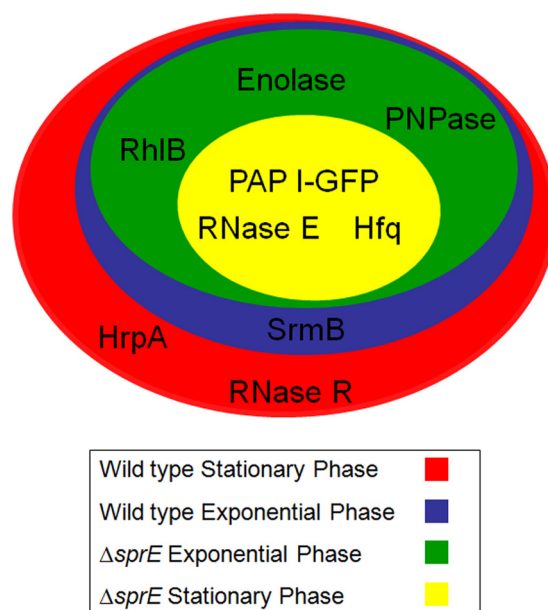 Enolase
PNPase
RhlB
PAP I-GFP
RNase E Hfq
SrmB
HrpA
RNase R
Wild type Stationary Phase
Wild type Exponential Phase
ΔsprE Exponential Phase
ΔsprE Stationary Phase